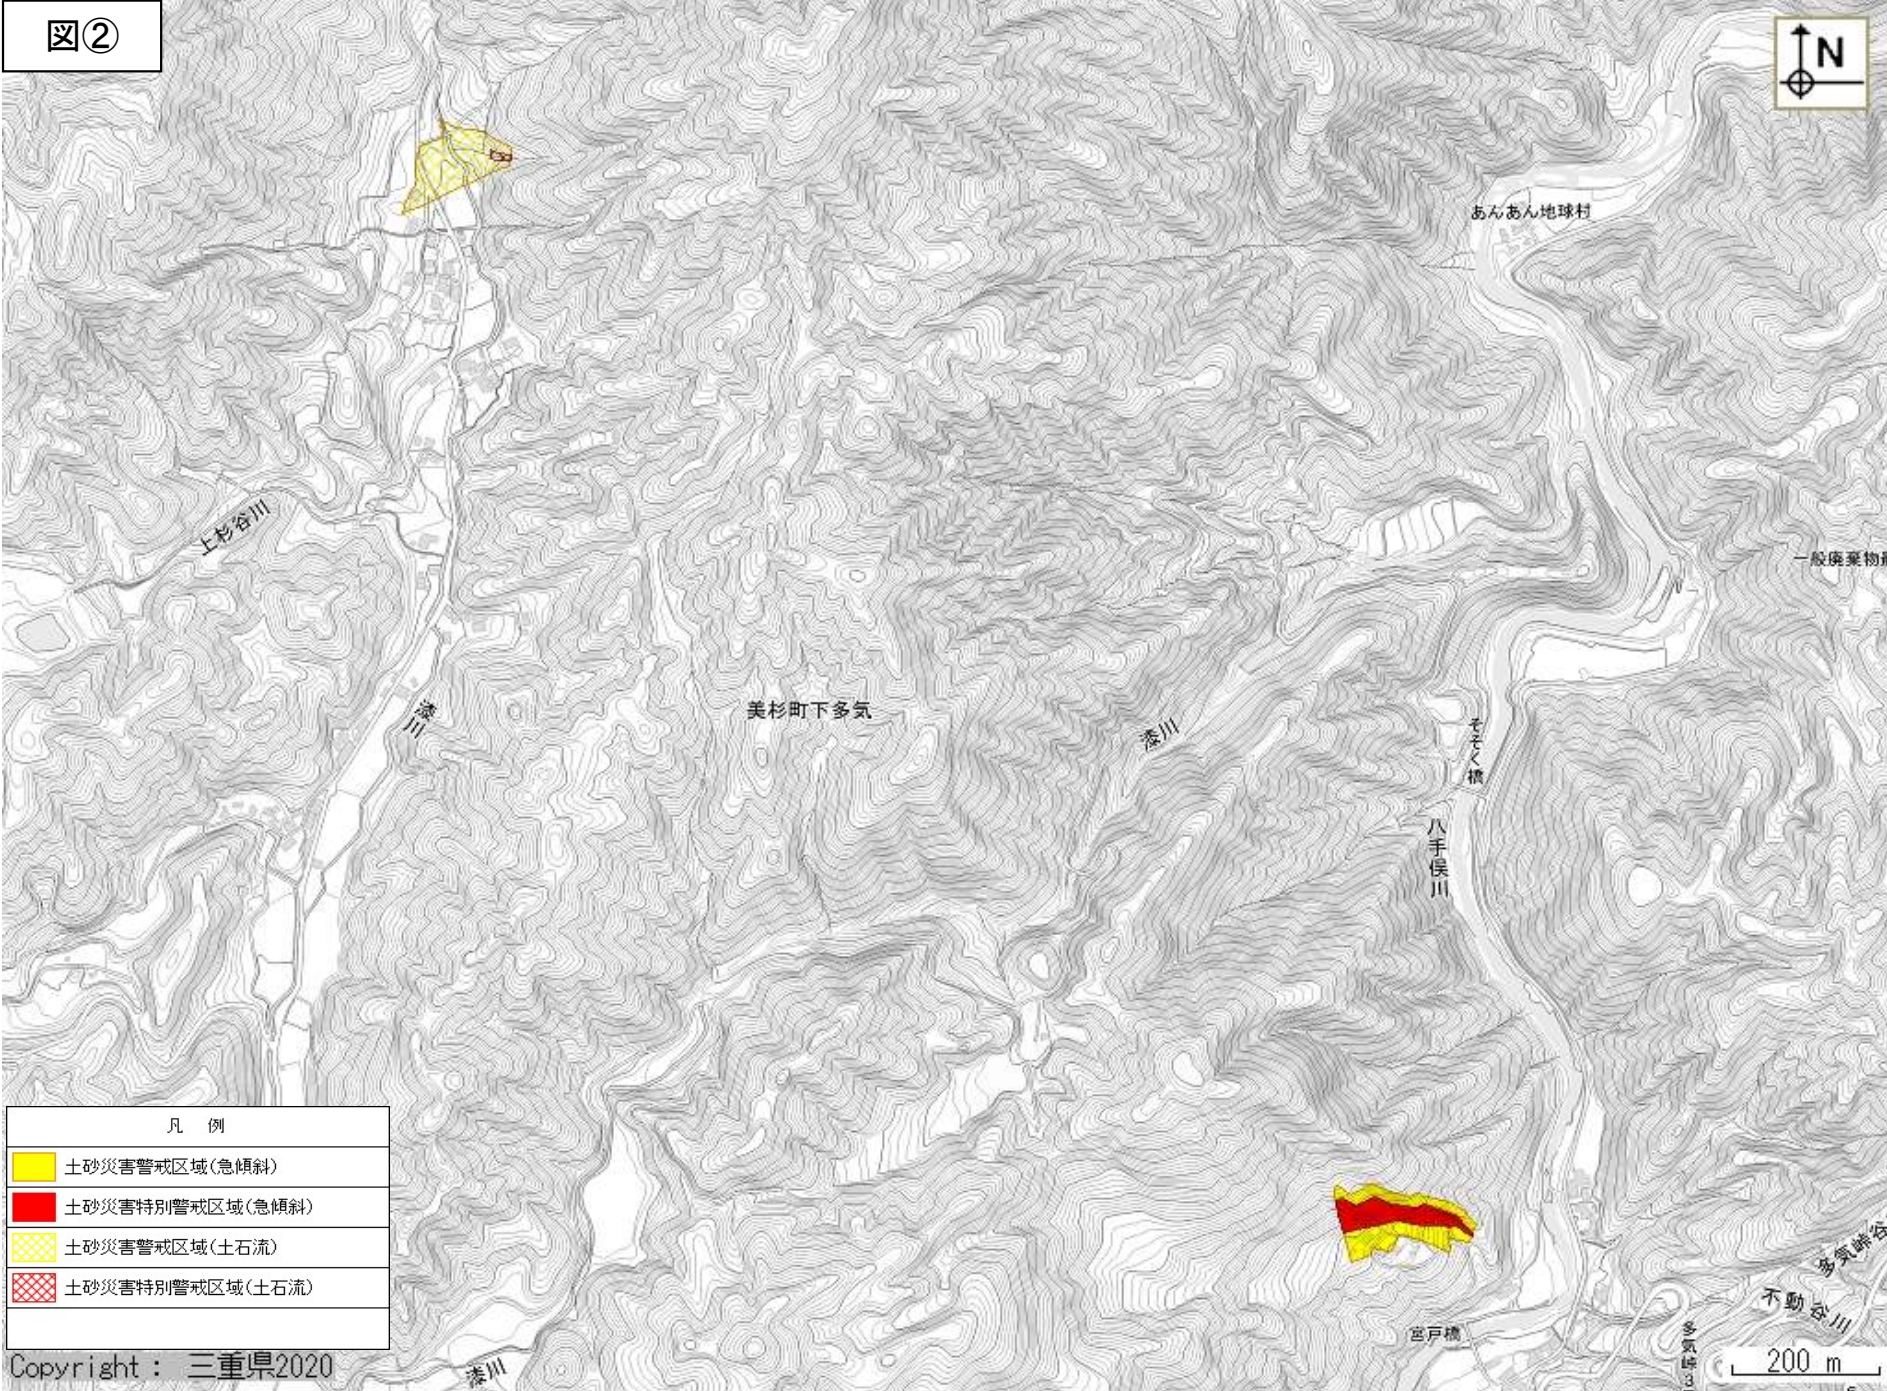 図②
N
あんあん地球村
上杉谷川
一般廃棄物最
漆川
美杉町下多気
漆川
そそく橋
八手俣川
凡 例
土砂災害警戒区域(急傾斜)
土砂災害特別警戒区域(急傾斜)
土砂災害警戒区域(土石流)
土砂災害特別警戒区域(土石流)
多気峠谷
不動谷川
宮戸橋
多気峠3
200 m
漆川
Copyright : 三重県2020